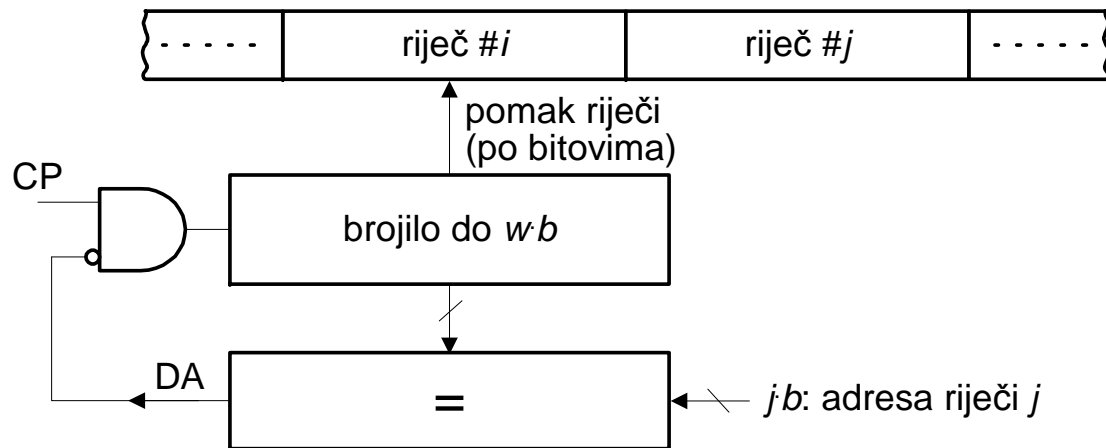 - - - - - riječ #i riječ #j - - - - -
pomak riječi
(po bitovima)
CP
brojilo do w·b
DA
=
j·b: adresa riječi j